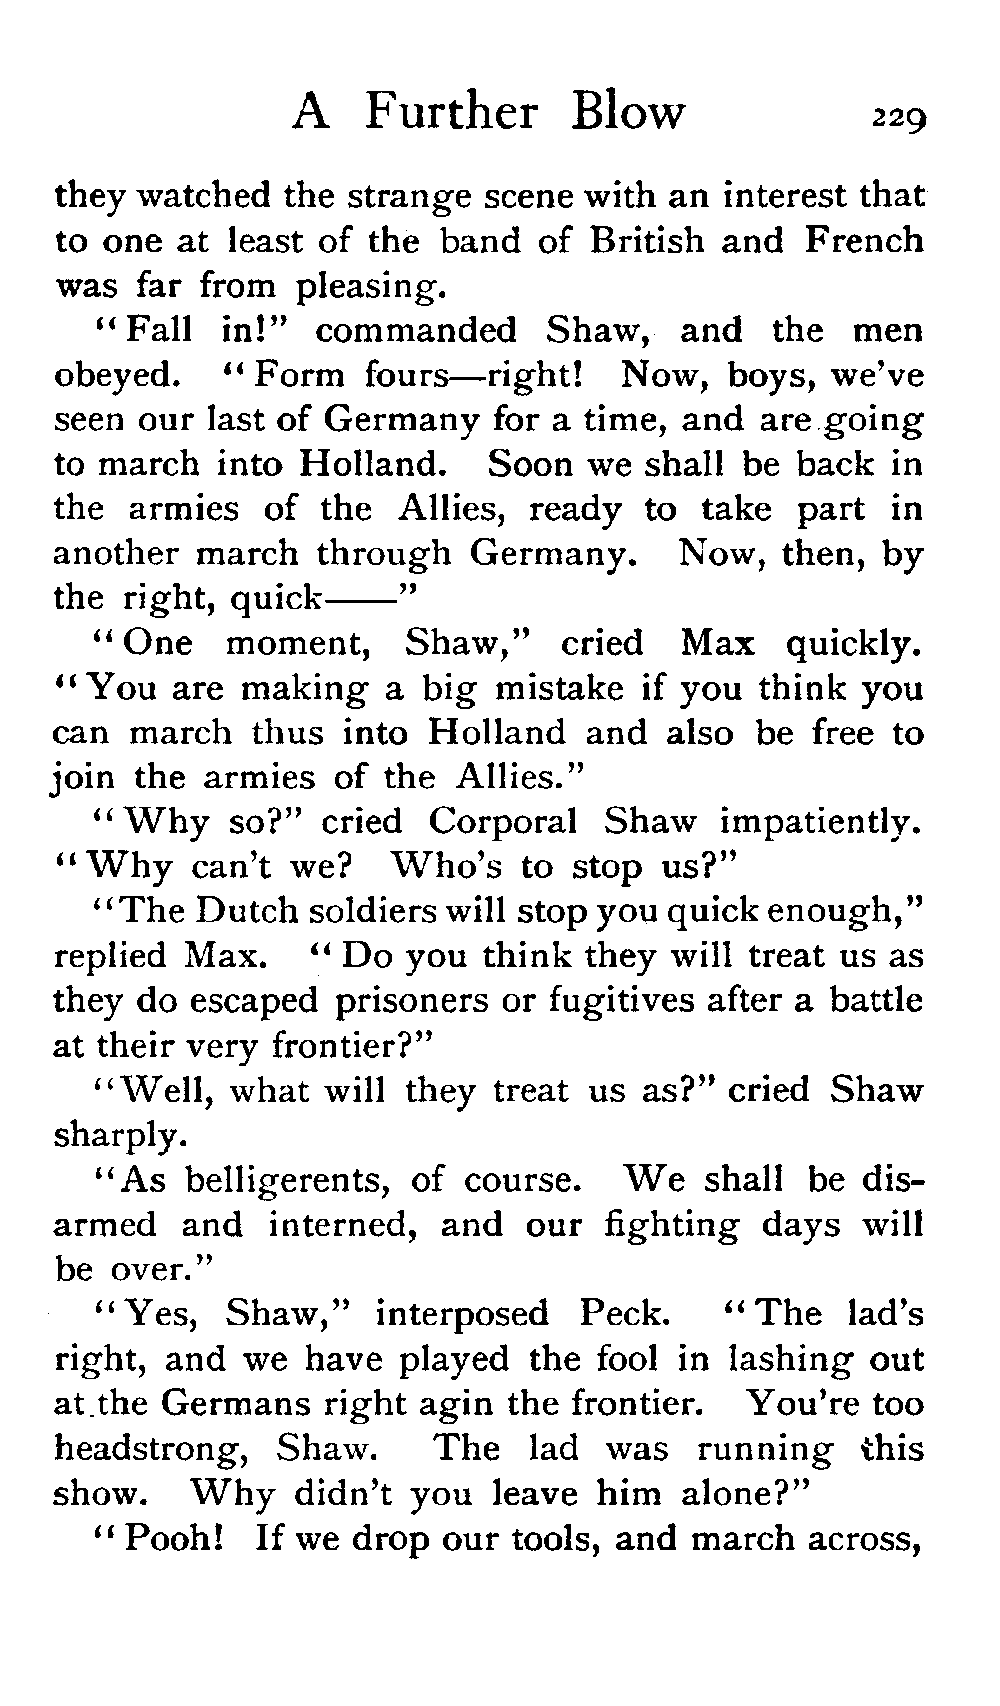 A Further Blow 229
they watched the strange scene with an interest that
to one at least of the band of British and French
was far from pleasing.
"Fall in!" commanded Shaw, and the men
obeyed. "Form fours—right! Now, boys, we've
seen our last of Germany for a time, and are going
to march into Holland. Soon we shall be back in
the armies of the Allies, ready to take part in
another march through Germany. Now, then, by
the right, quick——"
"One moment, Shaw," cried Max quickly.
"You are making a big mistake if you think you
can march thus into Holland and also be free to
join the armies of the Allies."
"Why so?" cried Corporal Shaw impatiently.
"Why can't we? Who's to stop us?"
"The Dutch soldiers will stop you quick enough,"
replied Max. "Do you think they will treat us as
they do escaped prisoners or fugitives after a battle
at their very frontier?"
"Well, what will they treat us as?" cried Shaw
sharply.
"As belligerents, of course. We shall be dis-
armed and interned, and our fighting days will
be over."
"Yes, Shaw," interposed Peck. "The lad's
right, and we have played the fool in lashing out
at the Germans right agin the frontier. You're too
headstrong, Shaw. The lad was running this
show. Why didn't you leave him alone?"
"Pooh! If we drop our tools, and march across,